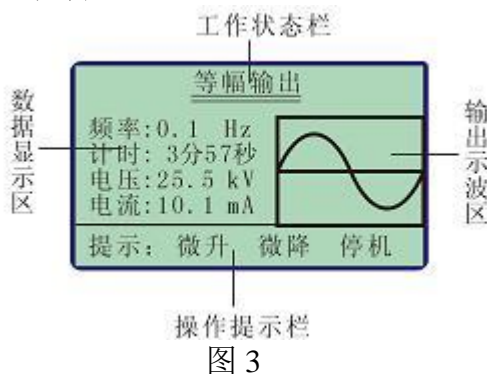 工作状态栏
等幅输出
数据显示区
频率:0.1 Hz
计时: 3分57秒
电压:25.5 kV
电流:10.1 mA
输出示波区
提示: 微升 微降 停机
操作提示栏
图 3